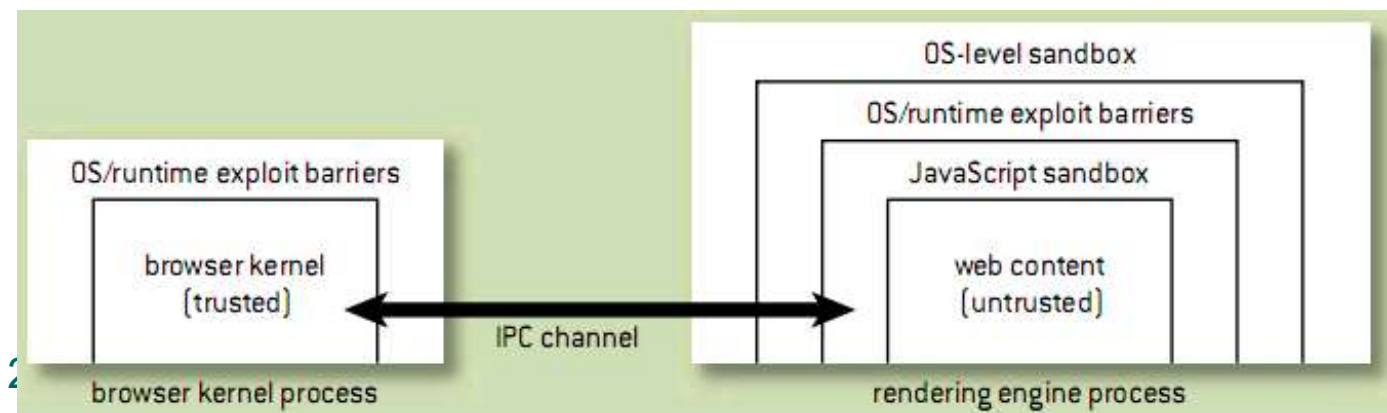 OS-level sandbox
OS/runtime exploit barriers
OS/runtime exploit barriers
JavaScript sandbox
browser kernel
(trusted)
web content
(untrusted)
IPC channel
2
browser kernel process
rendering engine process